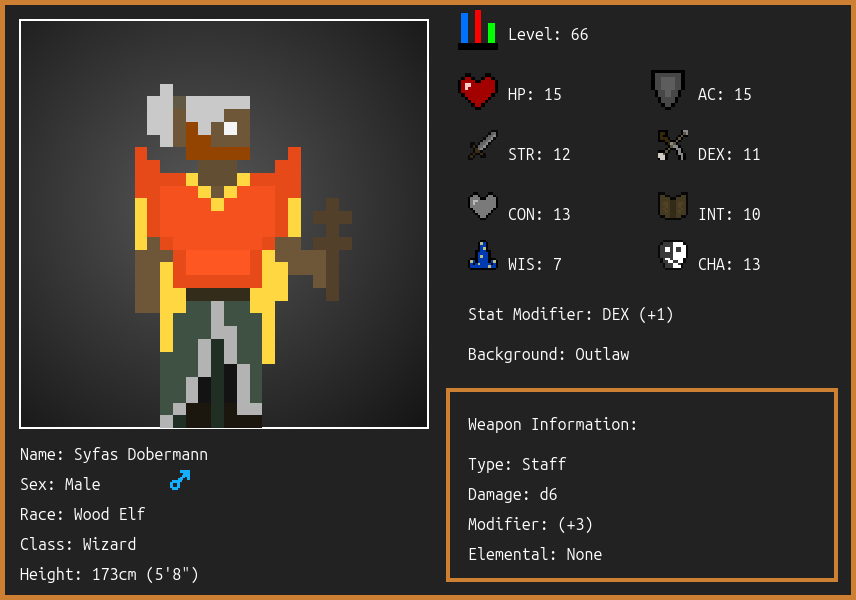 Level: 66
HP: 15
AC: 15
STR: 12
DEX: 11
CON: 13
INT: 10
WIS: 7
CHA: 13
Stat Modifier: DEX (+1)
Background: Outlaw
Weapon Information:
Type: Staff
Damage: d6
Modifier: (+3)
Elemental: None
Name: Syfas Dobermann
Sex: Male
Race: Wood Elf
Class: Wizard
Height: 173cm (5'8")